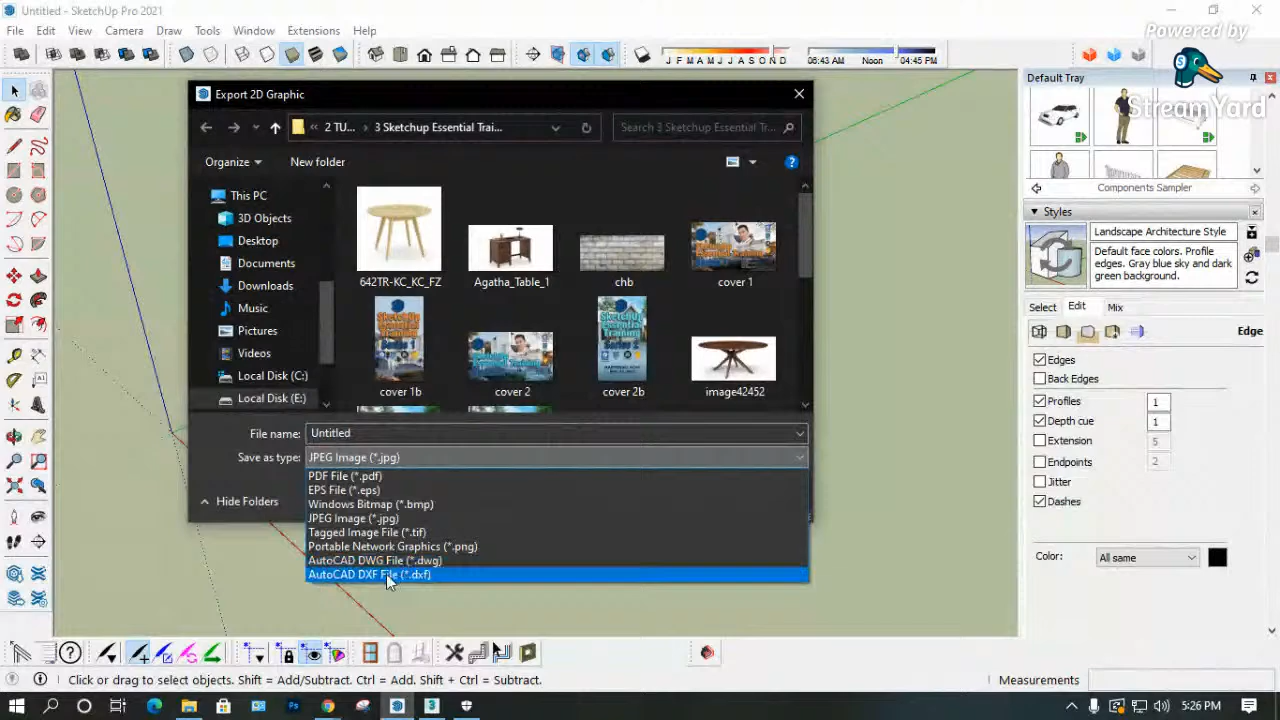 Untitled - SketchUp Pro 2021
File Edit View Camera Draw Tools Window Extensions Help
Powered by
StreamYard
J F M A M J J A S O N D
06:43 AM Noon 04:45 PM
Default Tray
Export 2D Graphic
« 2 TU... › 3 Sketchup Essential Trai...
Search 3 Sketchup Essential Tr...
Organize
New folder
This PC
3D Objects
Desktop
Documents
Downloads
Music
Pictures
Videos
Local Disk (C:)
Local Disk (E:)
642TR-KC_KC_FZ
Agatha_Table_1
chb
cover 1
cover 1b
cover 2
cover 2b
image42452
File name: Untitled
Save as type: JPEG Image (*.jpg)
PDF File (*.pdf)
EPS File (*.eps)
Windows Bitmap (*.bmp)
JPEG Image (*.jpg)
Tagged Image File (*.tif)
Portable Network Graphics (*.png)
AutoCAD DWG File (*.dwg)
AutoCAD DXF File (*.dxf)
Hide Folders
Components Sampler
Styles
Landscape Architecture Style
Default face colors. Profile
edges. Gray blue sky and dark
green background.
Select Edit Mix
Edge
Edges
Back Edges
Profiles 1
Depth cue 1
Extension 5
Endpoints 2
Jitter
Dashes
Color: All same
Click or drag to select objects. Shift = Add/Subtract. Ctrl = Add. Shift + Ctrl = Subtract.
Measurements
5:26 PM